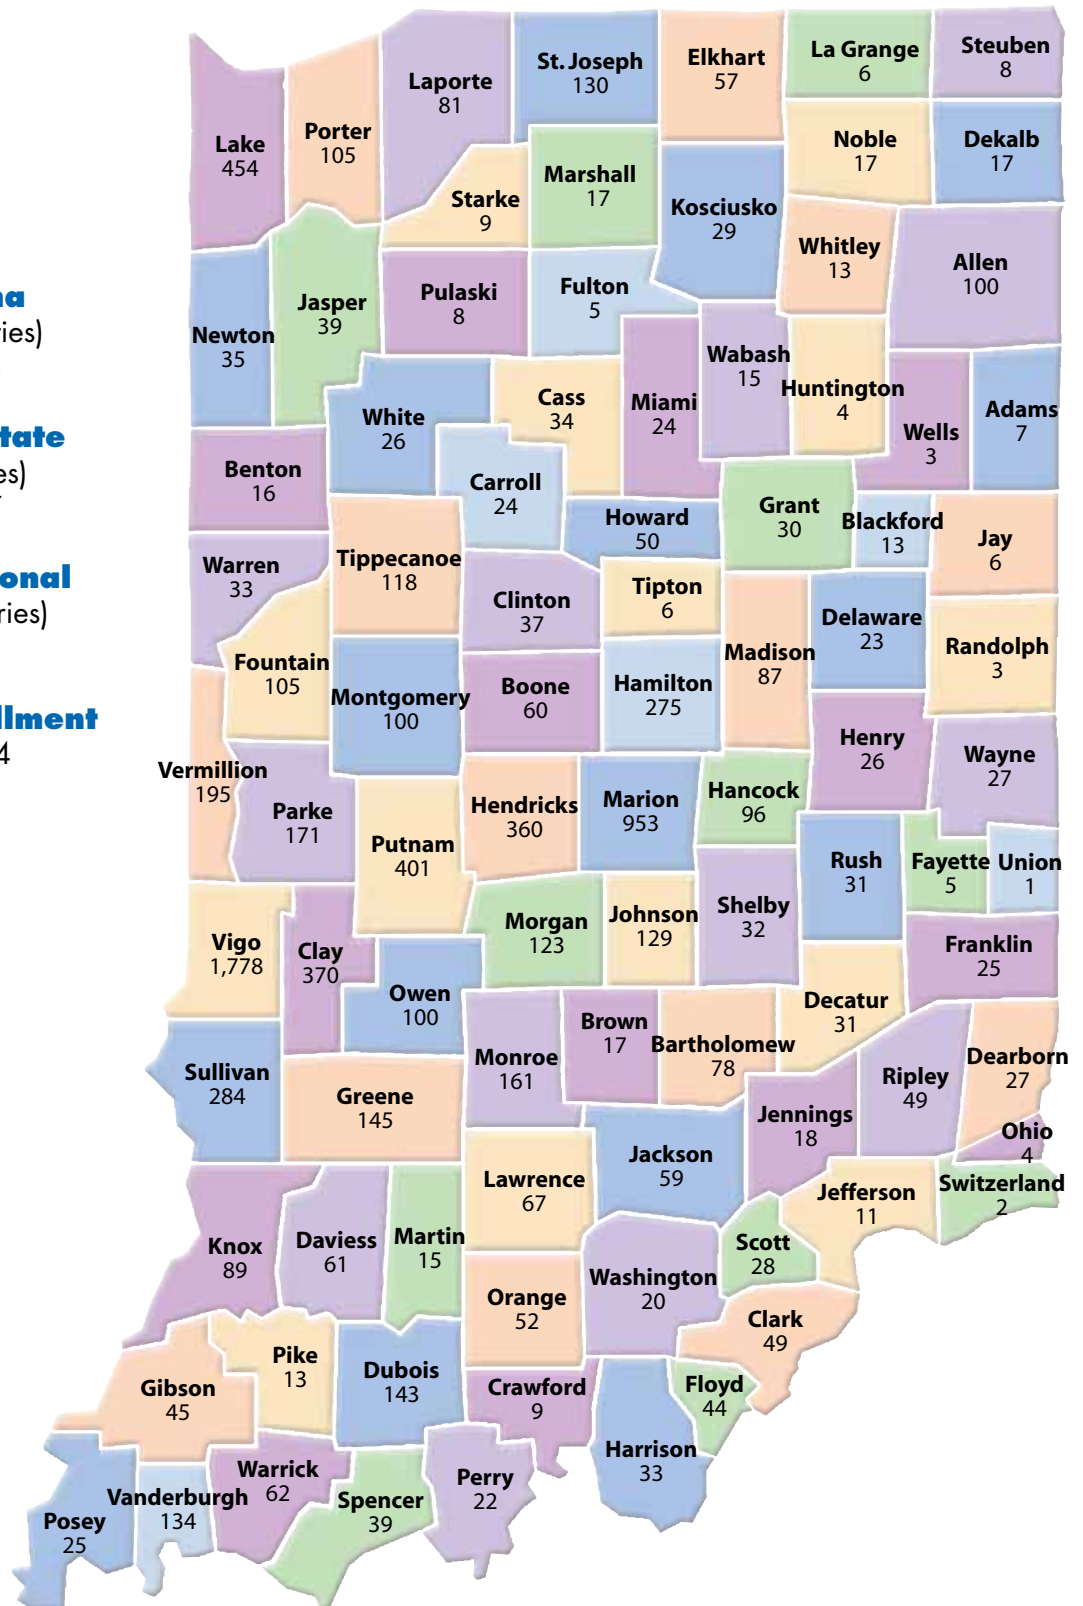 na
ries)
tate
es)
onal
ries)
llment
4
Lake
454
Porter
105
Laporte
81
St. Joseph
130
Elkhart
57
La Grange
6
Steuben
8
Starke
9
Marshall
17
Kosciusko
29
Noble
17
Dekalb
17
Whitley
13
Allen
100
Newton
35
Jasper
39
Pulaski
8
Fulton
5
Wabash
15
Huntington
4
Miami
24
Wells
3
Adams
7
White
26
Cass
34
Carroll
24
Benton
16
Howard
50
Grant
30
Blackford
13
Jay
6
Warren
33
Tippecanoe
118
Clinton
37
Tipton
6
Madison
87
Delaware
23
Randolph
3
Fountain
105
Montgomery
100
Boone
60
Hamilton
275
Henry
26
Wayne
27
Vermillion
195
Parke
171
Putnam
401
Hendricks
360
Marion
953
Hancock
96
Rush
31
Fayette
5
Union
1
Vigo
1,778
Clay
370
Owen
100
Morgan
123
Johnson
129
Shelby
32
Franklin
25
Decatur
31
Sullivan
284
Greene
145
Monroe
161
Brown
17
Bartholomew
78
Jennings
18
Ripley
49
Dearborn
27
Ohio
4
Switzerland
2
Jefferson
11
Knox
89
Daviess
61
Martin
15
Lawrence
67
Jackson
59
Scott
28
Washington
20
Orange
52
Clark
49
Gibson
45
Pike
13
Dubois
143
Crawford
9
Floyd
44
Harrison
33
Posey
25
Vanderburgh
134
Warrick
62
Spencer
39
Perry
22